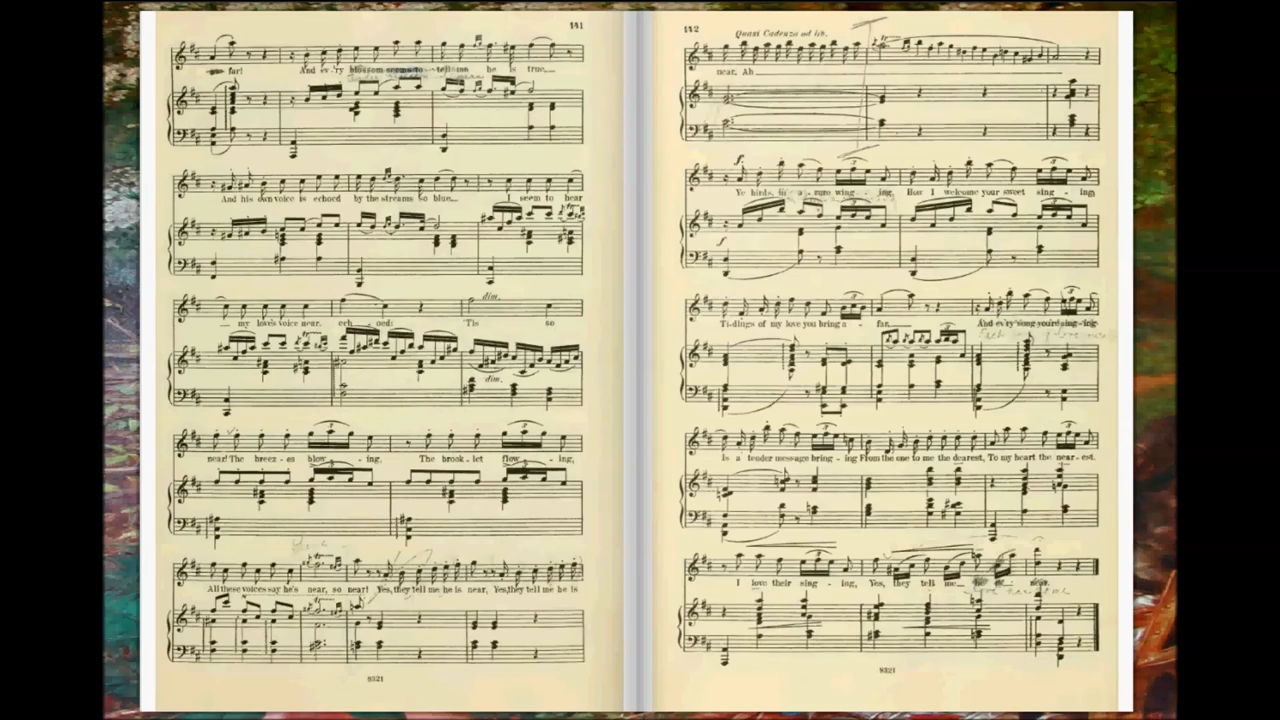 141
far! And ev'ry blossom seems to tell me he is true,
And his own voice is echoed by the streams so blue. I seem to hear
my love's voice near, ech - oed: 'Tis so
dim.
dim.
near! The breez - es blow - ing, The brook - let flow - ing,
All these voices say he's near, so near! Yes, they tell me he is near, Yes, they tell me he is
9321
142
Quasi Cadenza ad lib.
near, Ah
f.
Ye birds, in a - zure wing - ing, How I welcome your sweet sing - ing
f
Tidings of my love you bring a - far, And ev'ry song you're sing - ing
Is a tender message bring - ing From the one to me the dearest, To my heart the near - est.
I love their sing - ing, Yes, they tell me near.
9321